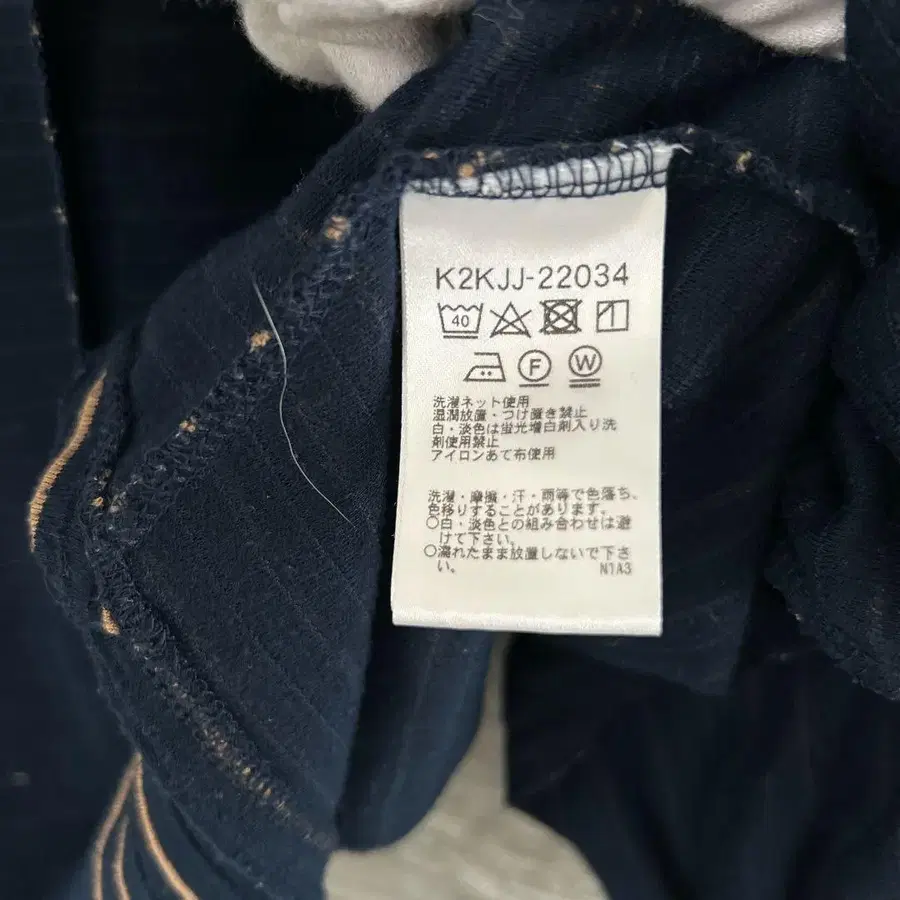 K2KJJ-22034
40
F W
洗濯ネット使用
湿潤放置・つけ置き禁止
白・淡色は蛍光増白剤入り洗
剤使用禁止
アイロンあて布使用
洗濯・摩擦・汗・雨等で色落ち、
色移りすることがあります。
○白・淡色との組み合わせは避
けて下さい。
○濡れたまま放置しないで下さ
い。 N1A3